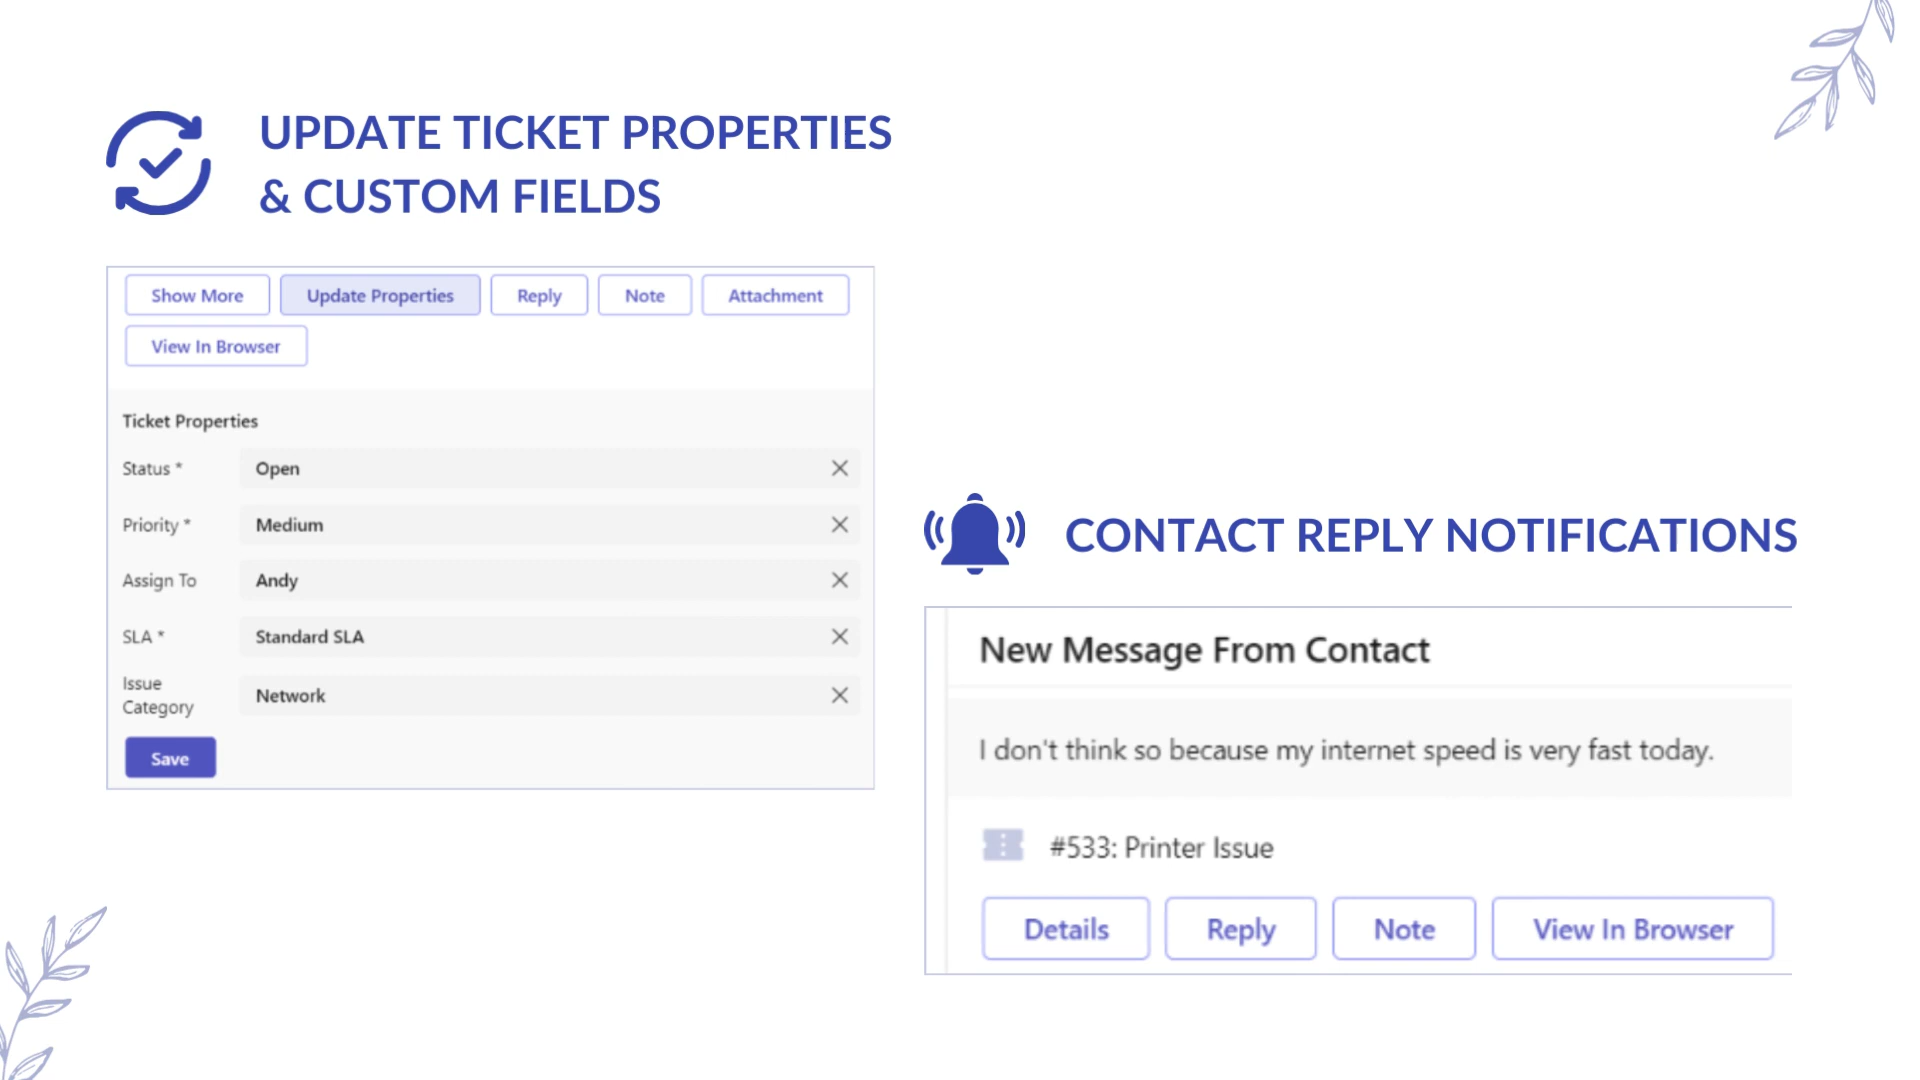 UPDATE TICKET PROPERTIES
& CUSTOM FIELDS
Show More Update Properties Reply Note Attachment
View In Browser
Ticket Properties
Status * Open
Priority * Medium
Assign To Andy
SLA * Standard SLA
Issue
Category Network
Save
CONTACT REPLY NOTIFICATIONS
New Message From Contact
I don't think so because my internet speed is very fast today.
#533: Printer Issue
Details Reply Note View In Browser